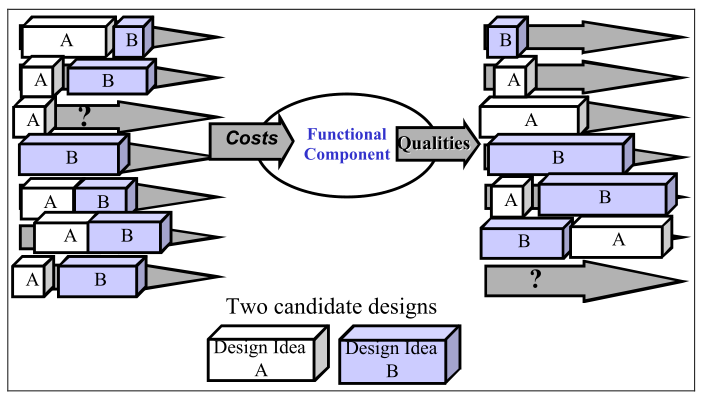 A B
B
A B
A
A ?
A
B
B
A B
A B
A B
B A
A B
?
Costs
Functional
Component
Qualities
Two candidate designs
Design Idea
A
Design Idea
B